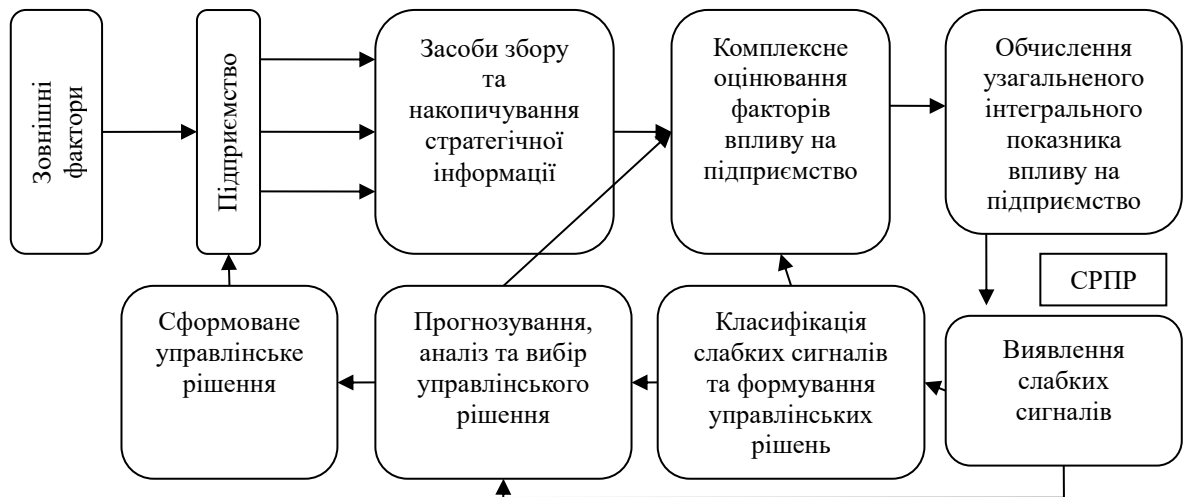 Зовнішні
фактори
Підприємство
Засоби збору
та
накопичування
стратегічної
інформації
Комплексне
оцінювання
факторів
впливу на
підприємство
Обчислення
узагальненого
інтегрального
показника
впливу на
підприємство
СРПР
Сформоване
управлінське
рішення
Прогнозування,
аналіз та вибір
управлінського
рішення
Класифікація
слабких сигналів
та формування
управлінських
рішень
Виявлення
слабких
сигналів